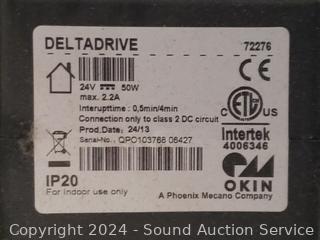 DELTADRIVE 72276
24V ⎓ 50W
max. 2.2A
Interupttime : 0,5min/4min
Connection only to class 2 DC circuit
Prod.Date: 24/13
Serial-No.: QPO103768 06427
CE
ETL
C US
Intertek
4006346
IP20
For indoor use only
OKIN
A Phoenix Mecano Company
Copyright 2024 - Sound Auction Service